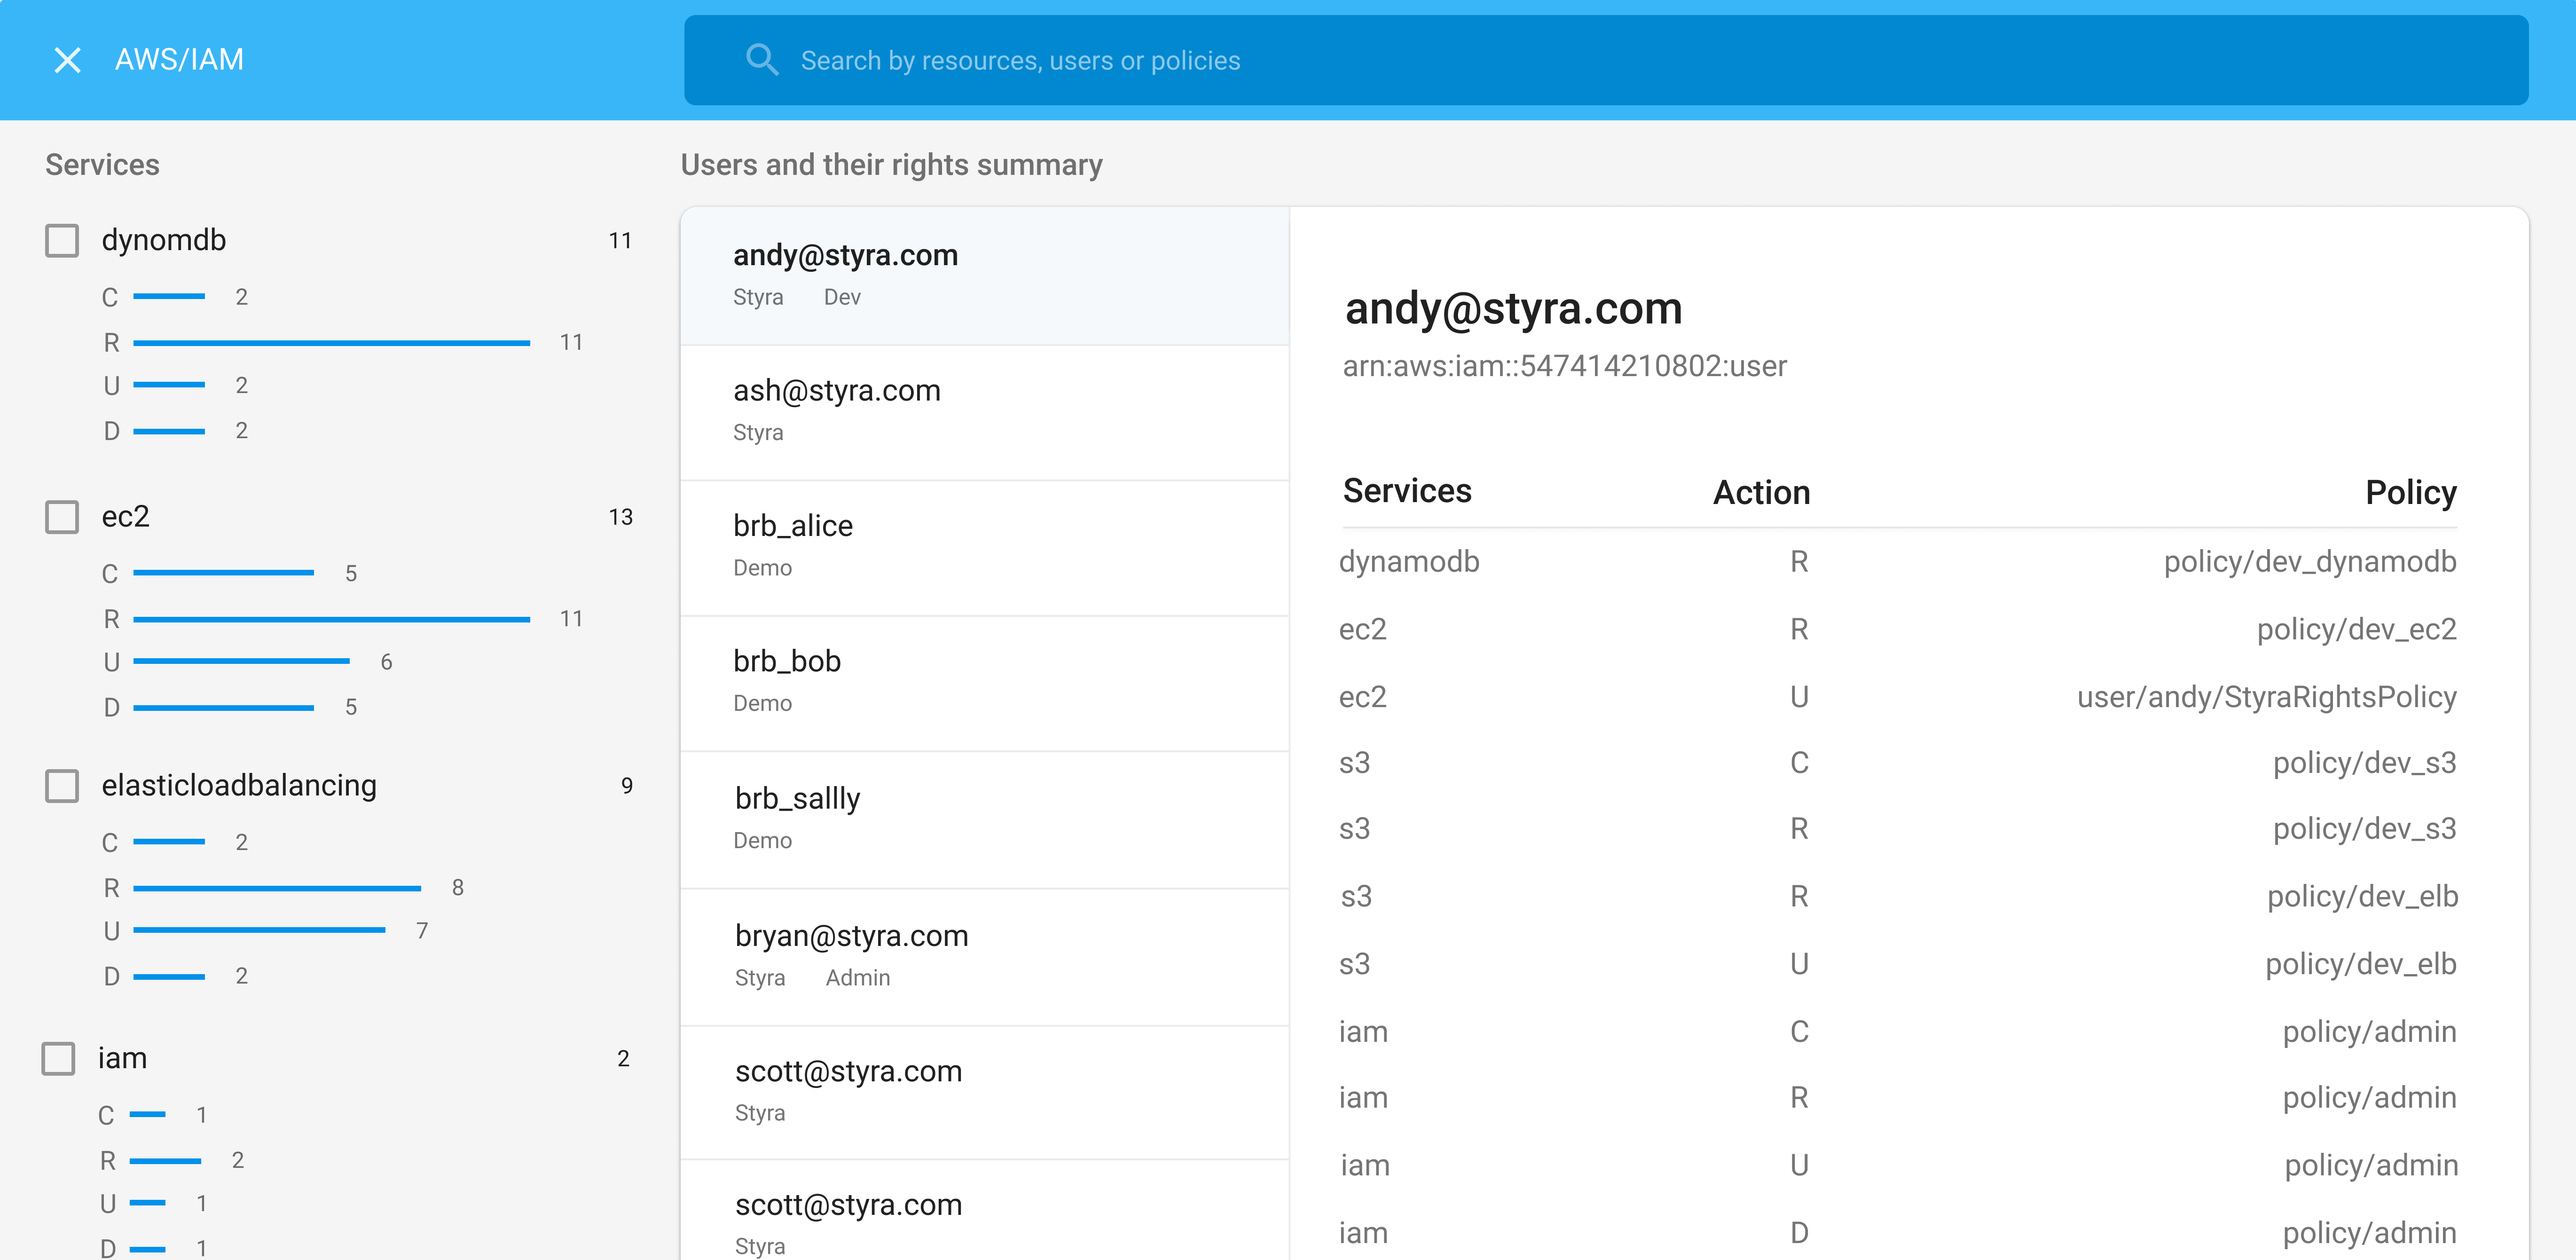 AWS/IAM
Search by resources, users or policies
Services
dynomdb 11
C 2
R 11
U 2
D 2
ec2 13
C 5
R 11
U 6
D 5
elasticloadbalancing 9
C 2
R 8
U 7
D 2
iam 2
C 1
R 2
U 1
D 1
Users and their rights summary
andy@styra.com
Styra Dev
ash@styra.com
Styra
brb_alice
Demo
brb_bob
Demo
brb_sallly
Demo
bryan@styra.com
Styra Admin
scott@styra.com
Styra
scott@styra.com
Styra
andy@styra.com
arn:aws:iam::547414210802:user
Services Action Policy
dynamodb R policy/dev_dynamodb
ec2 R policy/dev_ec2
ec2 U user/andy/StyraRightsPolicy
s3 C policy/dev_s3
s3 R policy/dev_s3
s3 R policy/dev_elb
s3 U policy/dev_elb
iam C policy/admin
iam R policy/admin
iam U policy/admin
iam D policy/admin